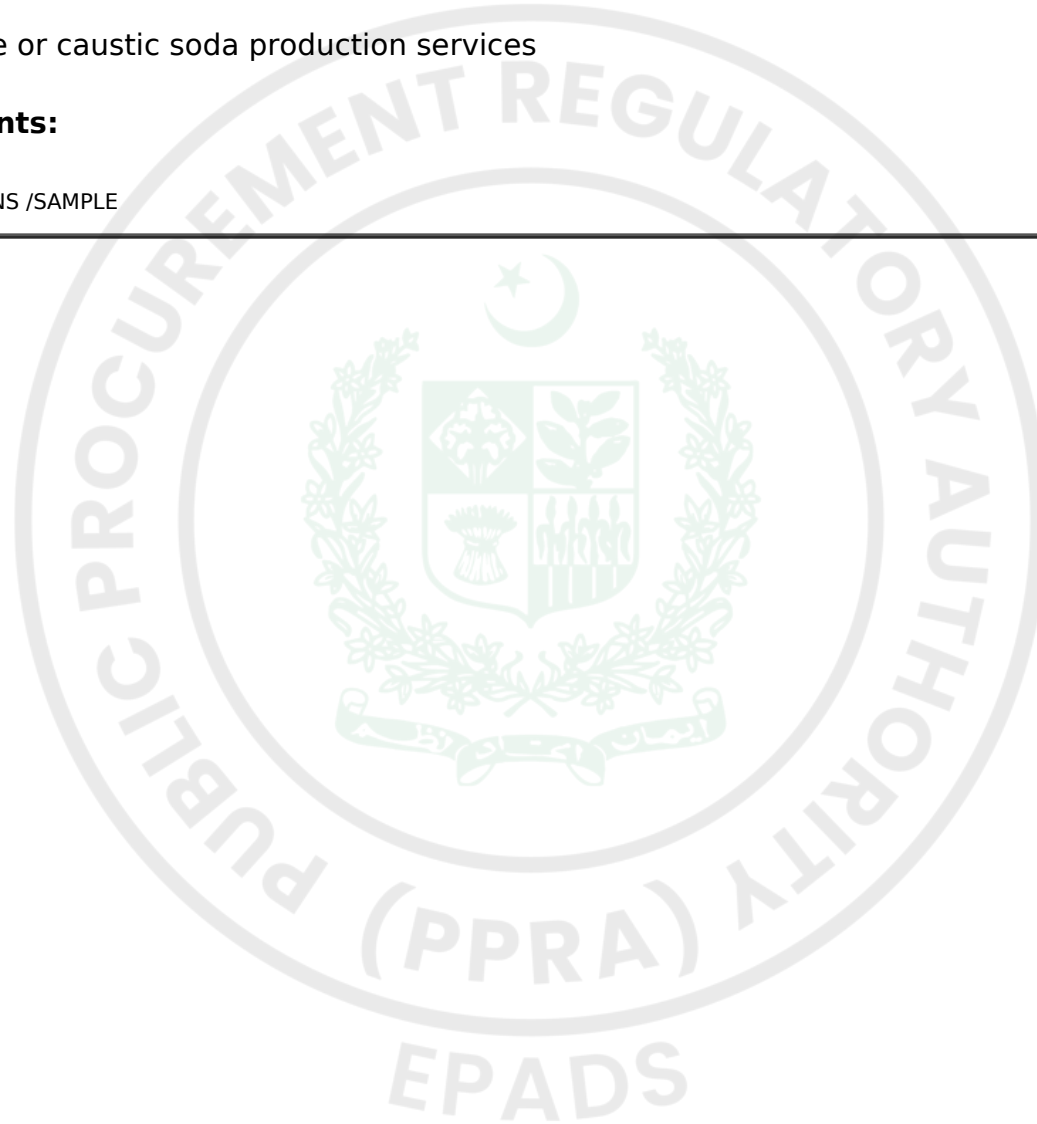 e or caustic soda production services
nts:
NS /SAMPLE
PUBLIC PROCUREMENT REGULATORY AUTHORITY
(PPRA)
EPADS